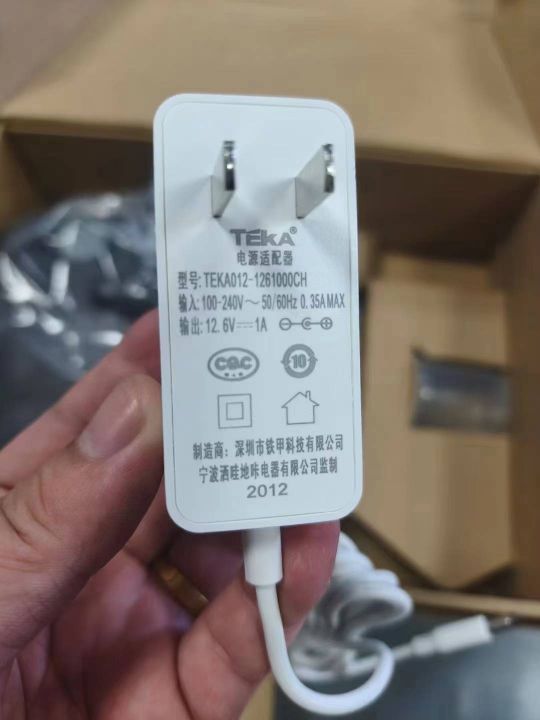 TEKA®
电源适配器
型号: TEKA012-1261000CH
输入: 100-240V～50/60Hz 0.35A MAX
输出: 12.6V⎓1A
CQC
10
制造商：深圳市铁甲科技有限公司
宁波洒哇地咔电器有限公司监制
2012